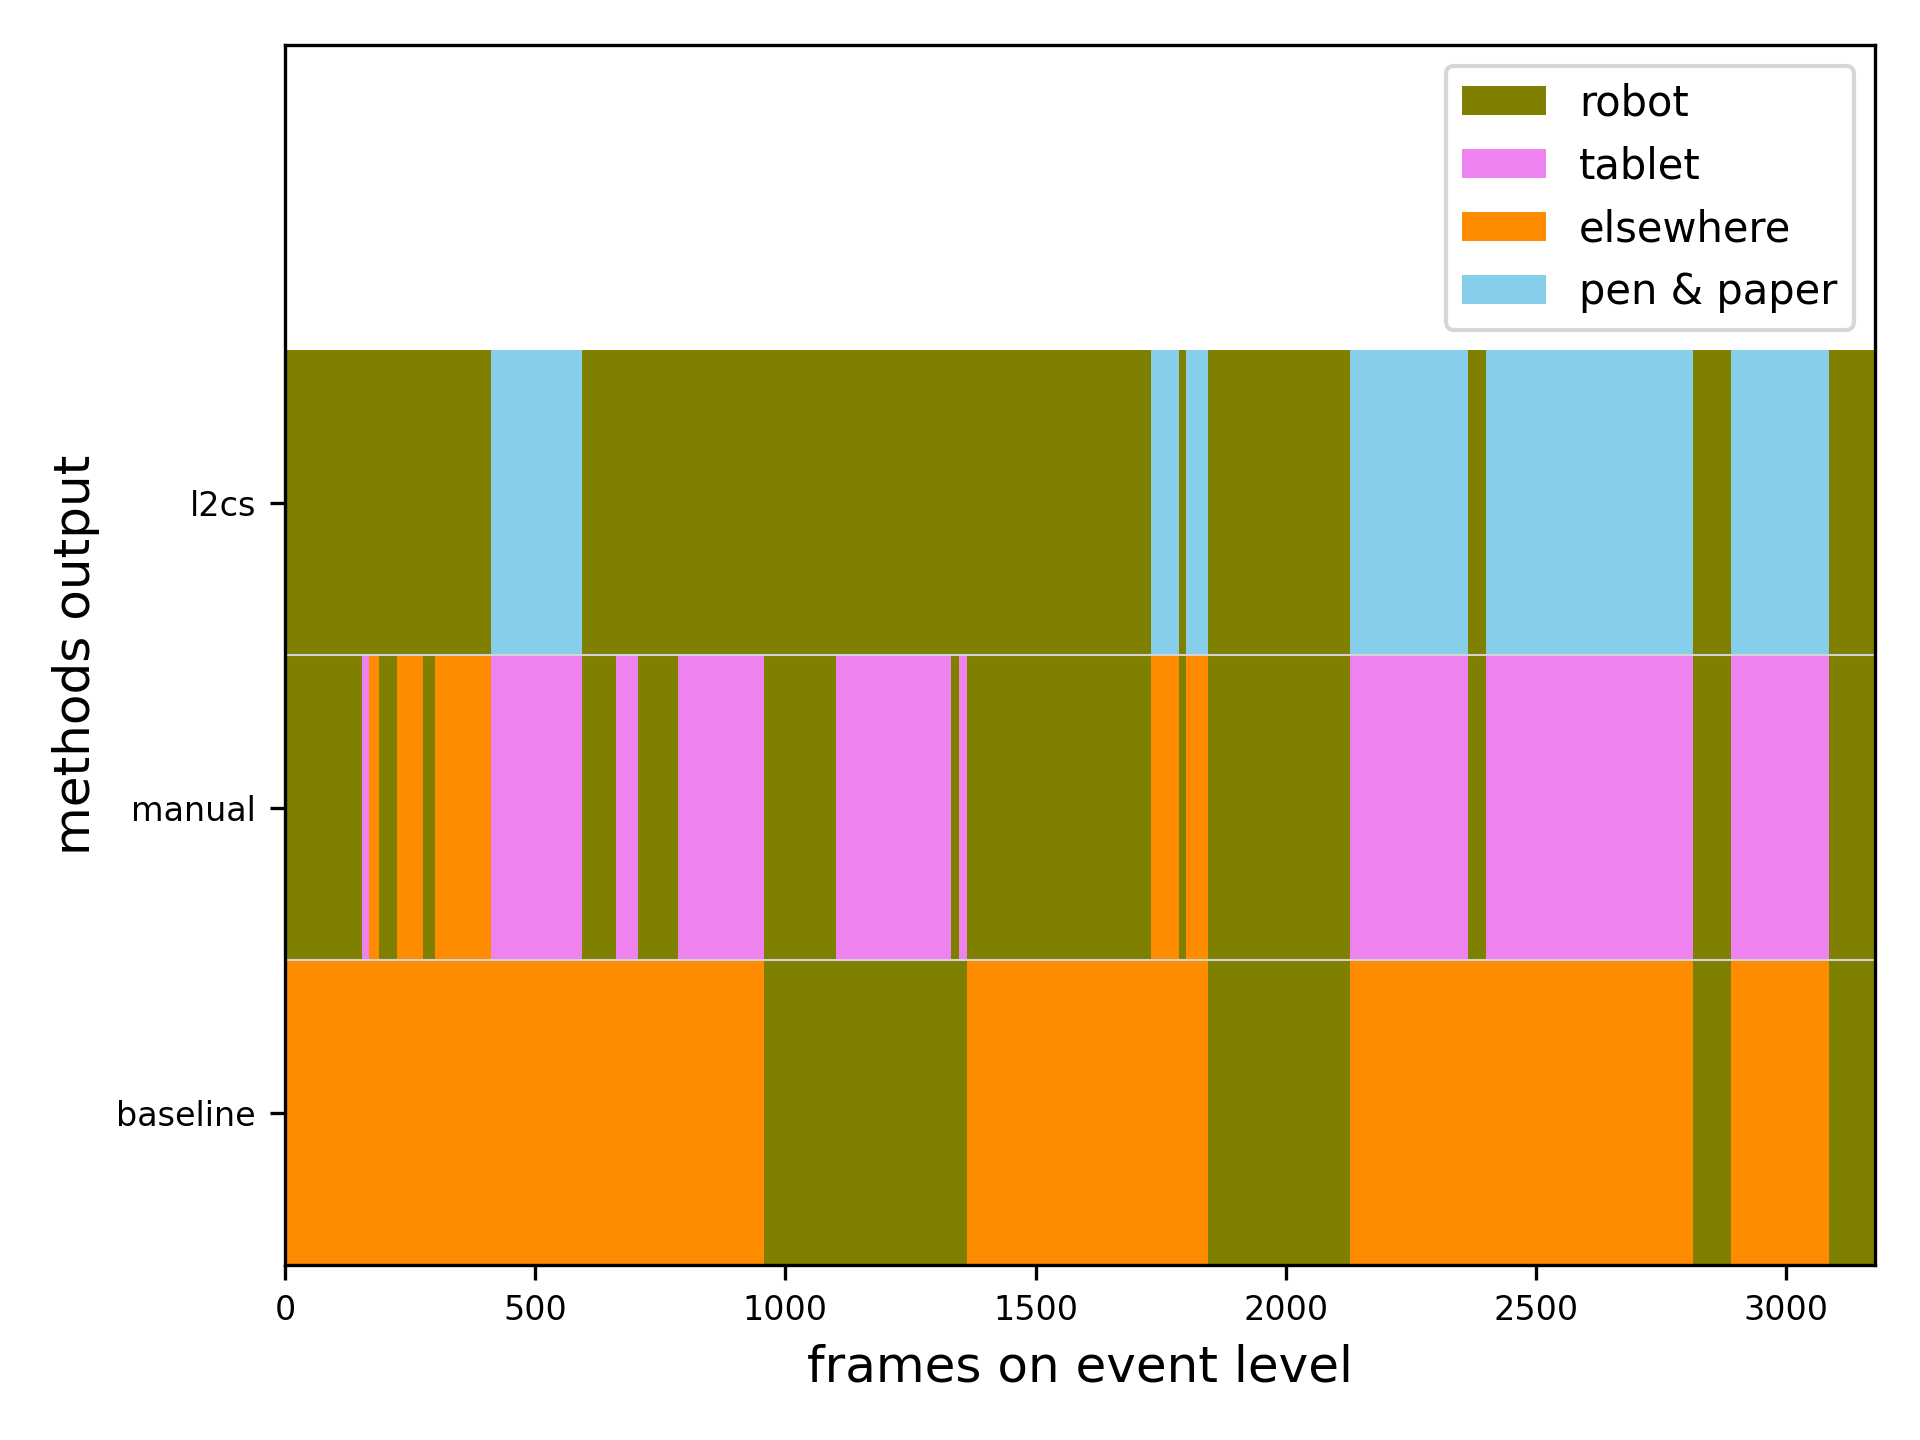 robot
tablet
elsewhere
pen & paper
methods output
l2cs
manual
baseline
0 500 1000 1500 2000 2500 3000
frames on event level